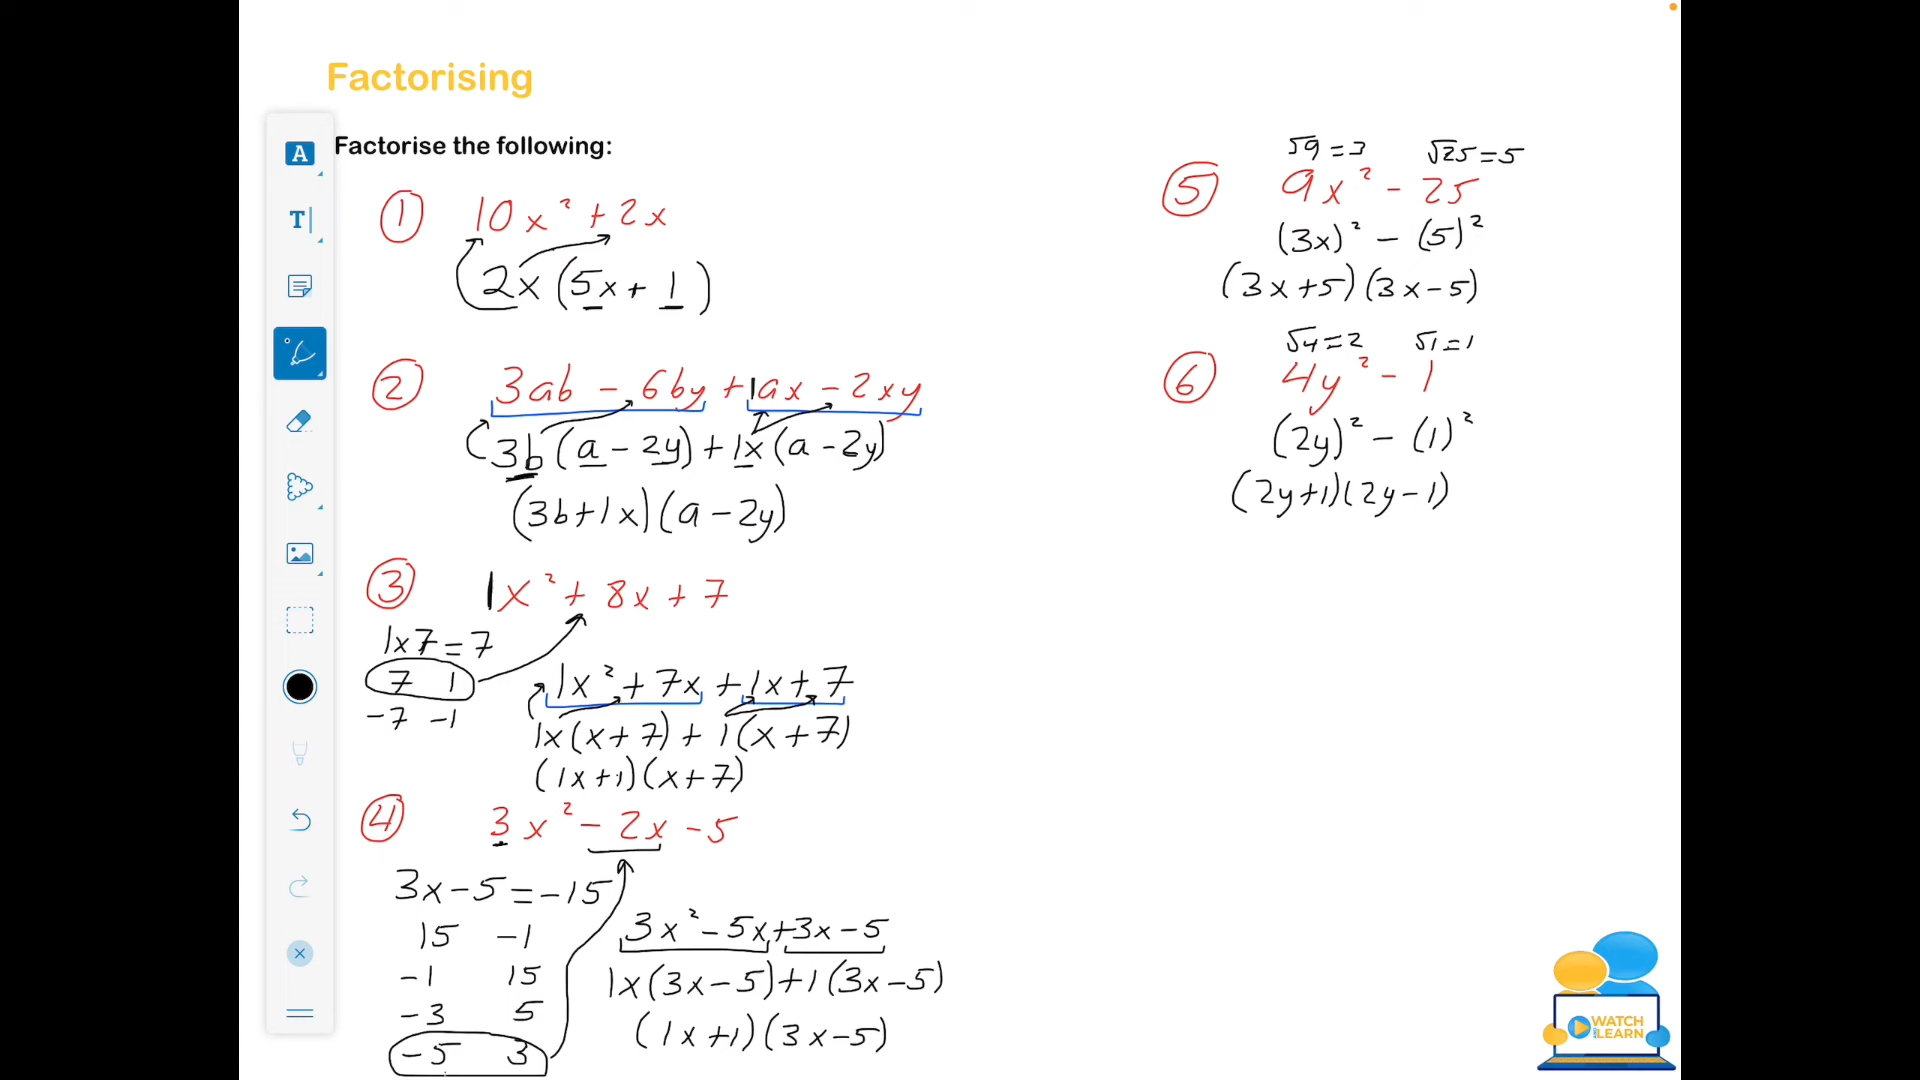 Factorising
Factorise the following:
① 10x² + 2x
2x(5x + 1)
② 3ab - 6by + 1ax - 2xy
3b(a - 2y) + 1x(a - 2y)
(3b + 1x)(a - 2y)
③ 1x² + 8x + 7
1x7 = 7
7 1
-7 -1
1x² + 7x + 1x + 7
1x(x + 7) + 1(x + 7)
(1x + 1)(x + 7)
④ 3x² - 2x - 5
3x-5 = -15
15 -1
-1 15
-3 5
-5 3
3x² - 5x + 3x - 5
1x(3x - 5) + 1(3x - 5)
(1x + 1)(3x - 5)
√9 = 3 √25 = 5
⑤ 9x² - 25
(3x)² - (5)²
(3x + 5)(3x - 5)
√4 = 2 √1 = 1
⑥ 4y² - 1
(2y)² - (1)²
(2y + 1)(2y - 1)
A
T
WATCH
LEARN